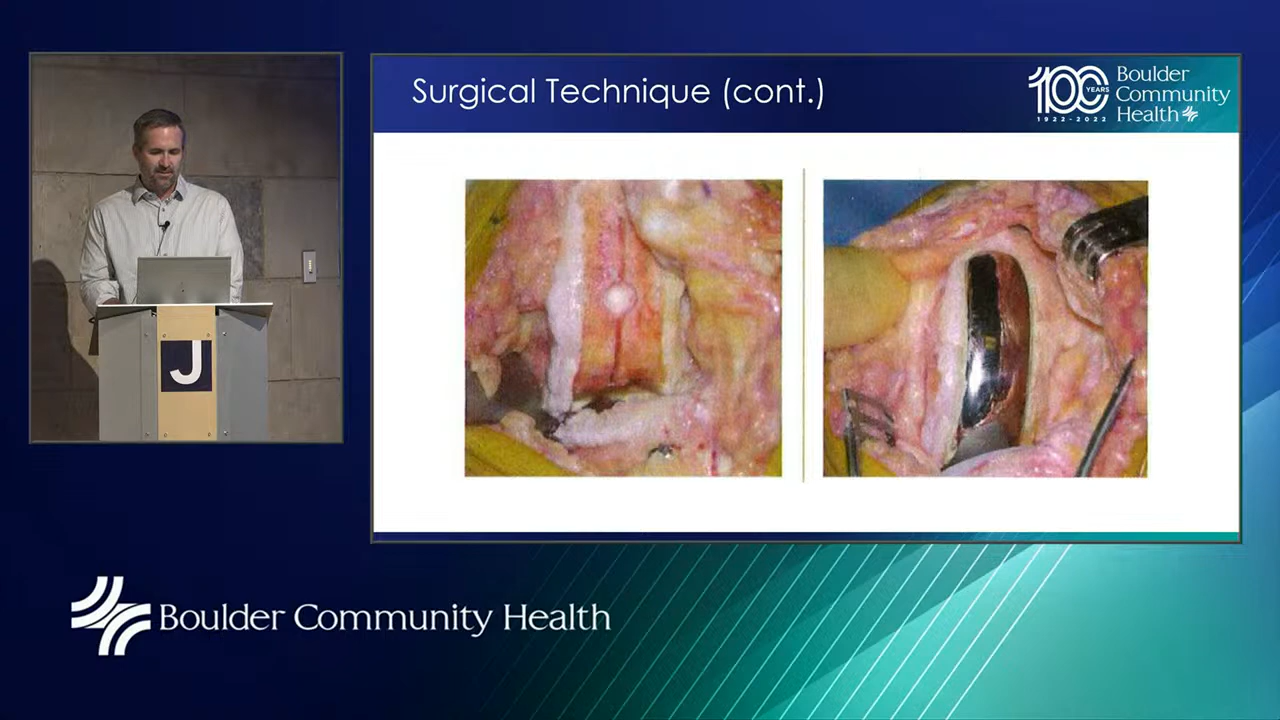 Surgical Technique (cont.)
100 YEARS
1922-2022
Boulder
Community
Health
J
Boulder Community Health